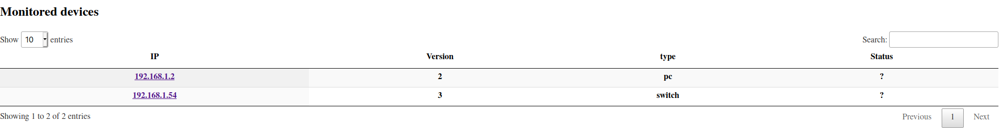 Monitored devices
Show 10 entries Search:
IP Version type Status
192.168.1.2 2 pc ?
192.168.1.54 3 switch ?
Showing 1 to 2 of 2 entries Previous 1 Next